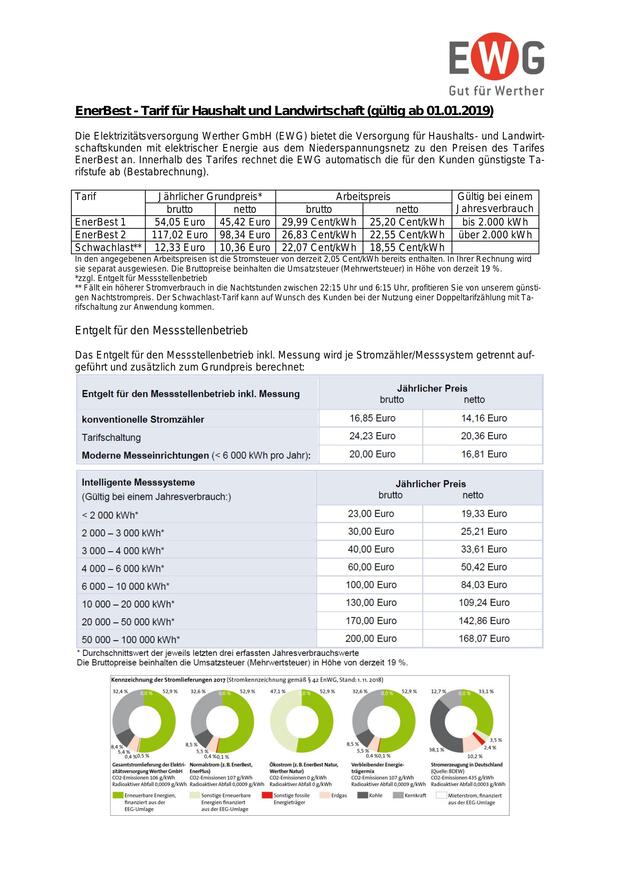 EWG
Gut für Werther
EnerBest - Tarif für Haushalt und Landwirtschaft (gültig ab 01.01.2019)
Die Elektrizitätsversorgung Werther GmbH (EWG) bietet die Versorgung für Haushalts- und Landwirt-
schaftskunden mit elektrischer Energie aus dem Niederspannungsnetz zu den Preisen des Tarifes
EnerBest an. Innerhalb des Tarifes rechnet die EWG automatisch die für den Kunden günstigste Ta-
rifstufe ab (Bestabrechnung).
Tarif Jährlicher Grundpreis* Arbeitspreis Gültig bei einem
brutto netto brutto netto Jahresverbrauch
EnerBest 1 54,05 Euro 45,42 Euro 29,99 Cent/kWh 25,20 Cent/kWh bis 2.000 kWh
EnerBest 2 117,02 Euro 98,34 Euro 26,83 Cent/kWh 22,55 Cent/kWh über 2.000 kWh
Schwachlast** 12,33 Euro 10,36 Euro 22,07 Cent/kWh 18,55 Cent/kWh
In den angegebenen Arbeitspreisen ist die Stromsteuer von derzeit 2,05 Cent/kWh bereits enthalten. In Ihrer Rechnung wird
sie separat ausgewiesen. Die Bruttopreise beinhalten die Umsatzsteuer (Mehrwertsteuer) in Höhe von derzeit 19 %.
*zzgl. Entgelt für Messstellenbetrieb
** Fällt ein höherer Stromverbrauch in die Nachtstunden zwischen 22:15 Uhr und 6:15 Uhr, profitieren Sie von unserem günsti-
gen Nachtstrompreis. Der Schwachlast-Tarif kann auf Wunsch des Kunden bei der Nutzung einer Doppeltarifzählung mit Ta-
rifschaltung zur Anwendung kommen.
Entgelt für den Messstellenbetrieb
Das Entgelt für den Messstellenbetrieb inkl. Messung wird je Stromzähler/Messsystem getrennt auf-
geführt und zusätzlich zum Grundpreis berechnet:
Entgelt für den Messstellenbetrieb inkl. Messung Jährlicher Preis
brutto netto
konventionelle Stromzähler 16,85 Euro 14,16 Euro
Tarifschaltung 24,23 Euro 20,36 Euro
Moderne Messeinrichtungen (< 6 000 kWh pro Jahr): 20,00 Euro 16,81 Euro
Intelligente Messsysteme Jährlicher Preis
(Gültig bei einem Jahresverbrauch:) brutto netto
< 2 000 kWh* 23,00 Euro 19,33 Euro
2 000 – 3 000 kWh* 30,00 Euro 25,21 Euro
3 000 – 4 000 kWh* 40,00 Euro 33,61 Euro
4 000 – 6 000 kWh* 60,00 Euro 50,42 Euro
6 000 – 10 000 kWh* 100,00 Euro 84,03 Euro
10 000 – 20 000 kWh* 130,00 Euro 109,24 Euro
20 000 – 50 000 kWh* 170,00 Euro 142,86 Euro
50 000 – 100 000 kWh* 200,00 Euro 168,07 Euro
* Durchschnittswert der jeweils letzten drei erfassten Jahresverbrauchswerte
Die Bruttopreise beinhalten die Umsatzsteuer (Mehrwertsteuer) in Höhe von derzeit 19 %.
Kennzeichnung der Stromlieferungen 2017 (Stromkennzeichnung gemäß § 42 EnWG, Stand: 1. 11. 2018)
32,4 % 0,0 % 52,9 % 32,6 % 0,0 % 52,9 % 47,1 % 0,0 % 52,9 % 32,6 % 0,0 % 52,9 % 12,7 % 33,1 %
8,4 % 5,4 % 0,4 % 0,5 % 8,5 % 5,5 % 0,4 % 0,1 % 8,5 % 5,5 % 0,4 % 0,1 % 38,1 % 3,5 % 2,4 % 10,2 %
Gesamtstromlieferung der Elektri- Normalstrom (z. B. EnerBest, Ökostrom (z. B. EnerBest Natur, Verbleibender Energie- Stromerzeugung in Deutschland
zitätsversorgung Werther GmbH EnerPlus) Werther Natur) trägermix (Quelle: BDEW)
CO2-Emissionen 106 g/kWh CO2-Emissionen 107 g/kWh CO2-Emissionen 0 g/kWh CO2-Emissionen 107 g/kWh CO2-Emissionen 435 g/kWh
Radioaktiver Abfall 0,0009 g/kWh Radioaktiver Abfall 0,0009 g/kWh Radioaktiver Abfall 0 g/kWh Radioaktiver Abfall 0,0009 g/kWh Radioaktiver Abfall 0,0003 g/kWh
Erneuerbare Energien, Sonstige Erneuerbare Sonstige fossile Erdgas Kohle Kernkraft Mieterstrom, finanziert
finanziert aus der Energien finanziert Energieträger aus der EEG-Umlage
EEG-Umlage aus der EEG-Umlage